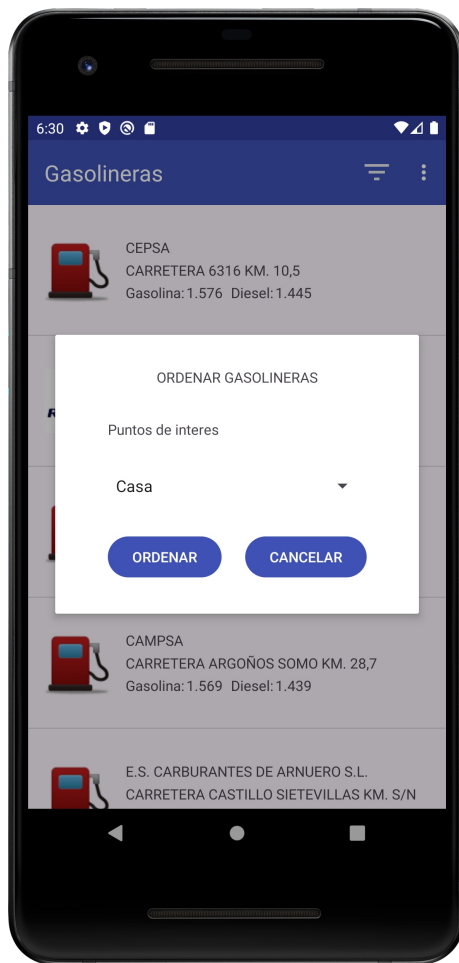 6:30
Gasolineras
CEPSA
CARRETERA 6316 KM. 10,5
Gasolina: 1.576 Diesel: 1.445
ORDENAR GASOLINERAS
Puntos de interes
Casa
ORDENAR
CANCELAR
CAMPSA
CARRETERA ARGOÑOS SOMO KM. 28,7
Gasolina: 1.569 Diesel: 1.439
E.S. CARBURANTES DE ARNUERO S.L.
CARRETERA CASTILLO SIETEVILLAS KM. S/N